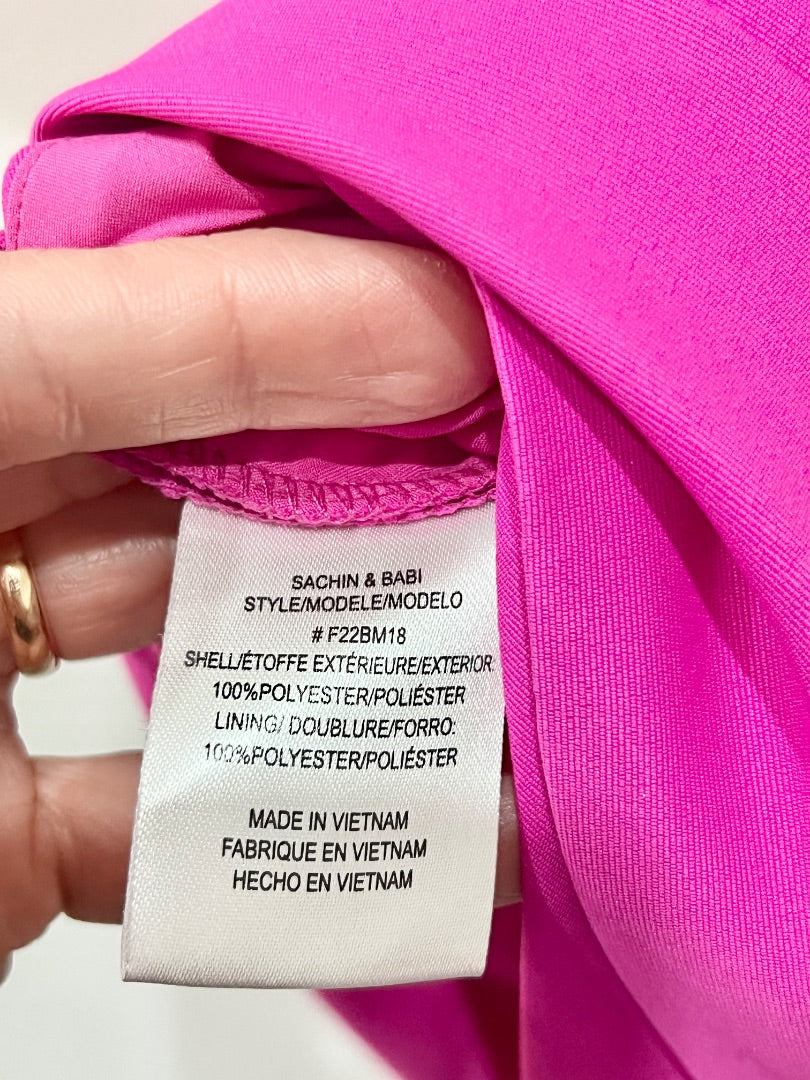 SACHIN & BABI
STYLE/MODELE/MODELO
# F22BM18
SHELL/ÉTOFFE EXTÉRIEURE/EXTERIOR
100%POLYESTER/POLIÉSTER
LINING/ DOUBLURE/FORRO:
100%POLYESTER/POLIÉSTER
MADE IN VIETNAM
FABRIQUE EN VIETNAM
HECHO EN VIETNAM